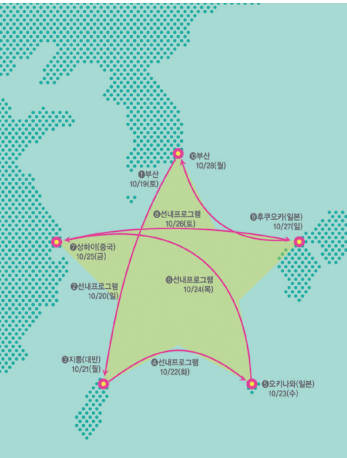 ❿부산
10/28(월)
❶부산
10/19(토)
❽선내프로그램
10/26(토)
❾후쿠오카(일본)
10/27(일)
❼상하이(중국)
10/25(금)
❷선내프로그램
10/20(일)
❻선내프로그램
10/24(목)
❸지룽(대만)
10/21(월)
❹선내프로그램
10/22(화)
❺오키나와(일본)
10/23(수)